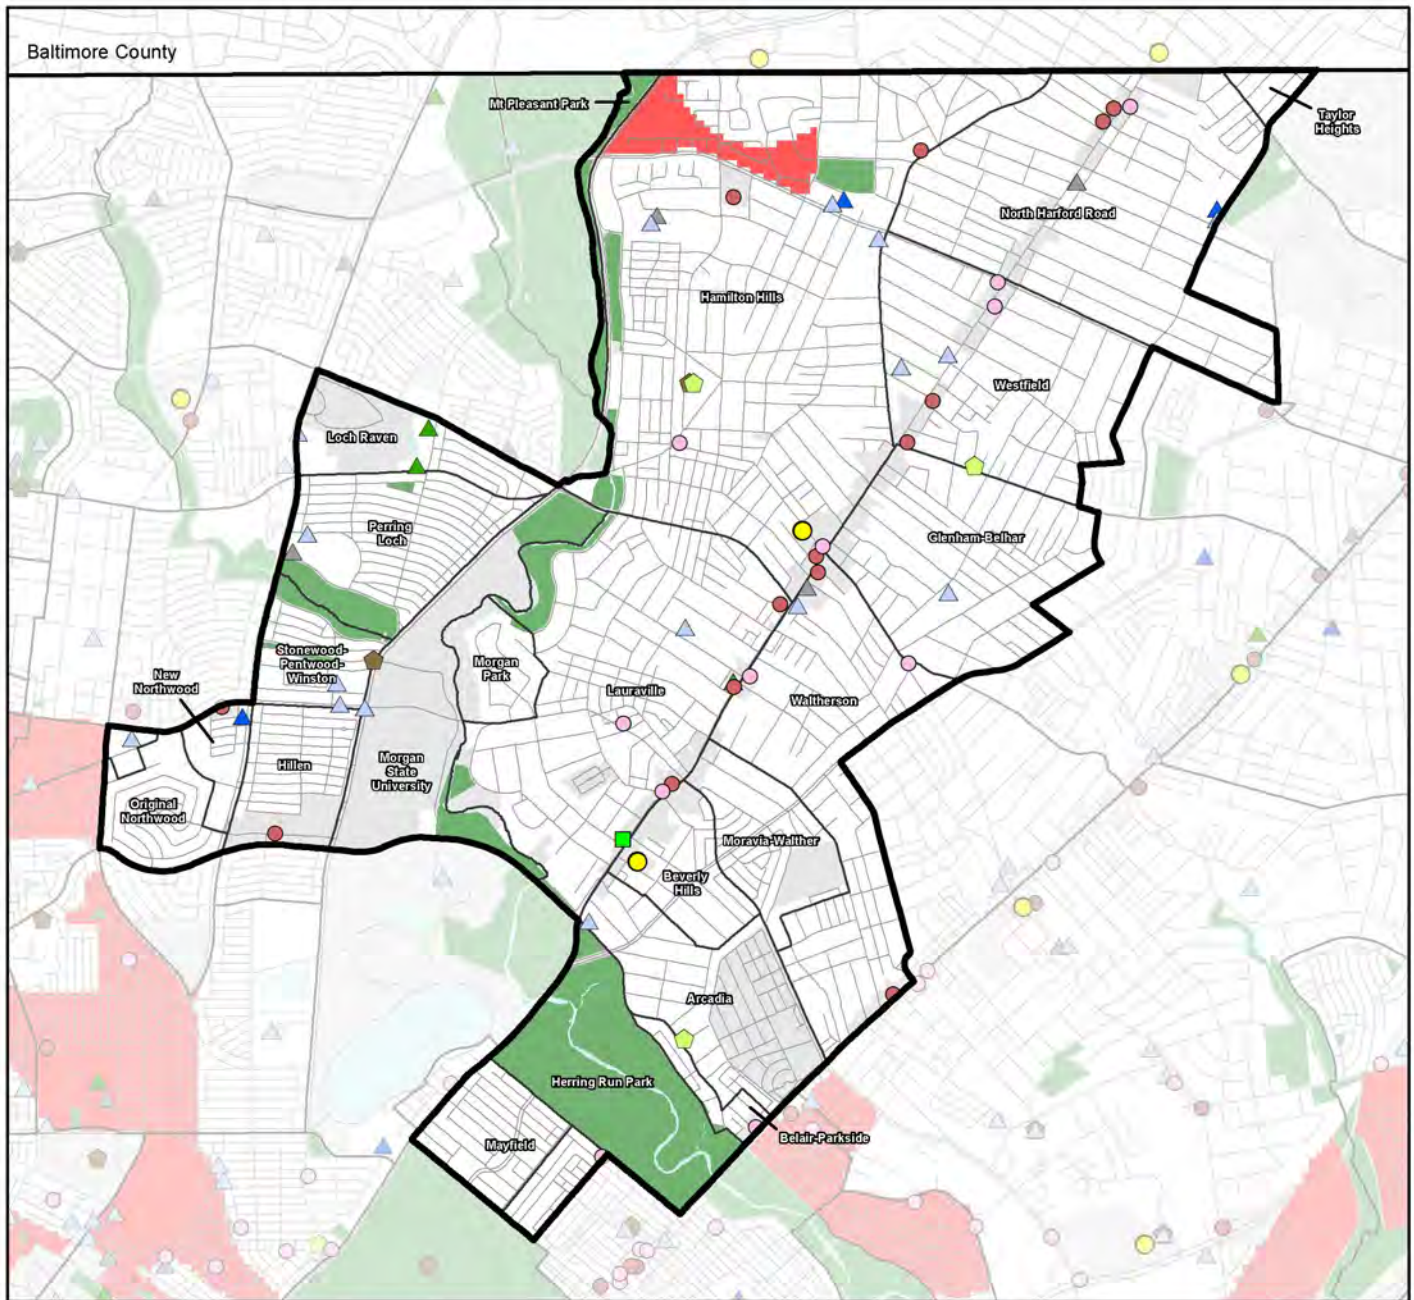 Baltimore County
Mt Pleasant Park
Taylor
Heights
North Harford Road
Hamilton Hills
Westfield
Loch Raven
Perring
Loch
Glenham-Belhar
Stonewood-
Pentwood-
Winston
New
Northwood
Morgan
Park
Lauraville
Waltherson
Hillen
Morgan
State
University
Original
Northwood
Moravia-Walther
Beverly
Hills
Arcadia
Herring Run Park
Mayfield
Belair-Parkside